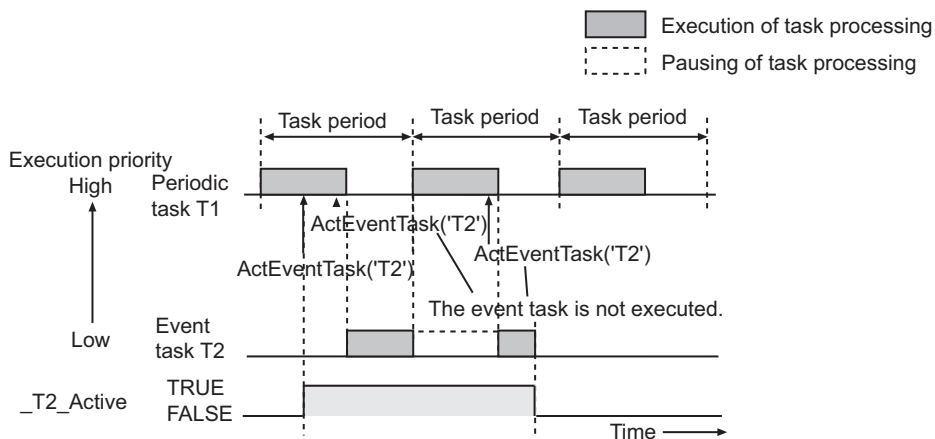 Execution of task processing
Pausing of task processing
Task period
Task period
Task period
Execution priority
High
Periodic
task T1
ActEventTask('T2')
ActEventTask('T2')
ActEventTask('T2')
The event task is not executed.
Low
Event
task T2
_T2_Active
TRUE
FALSE
Time